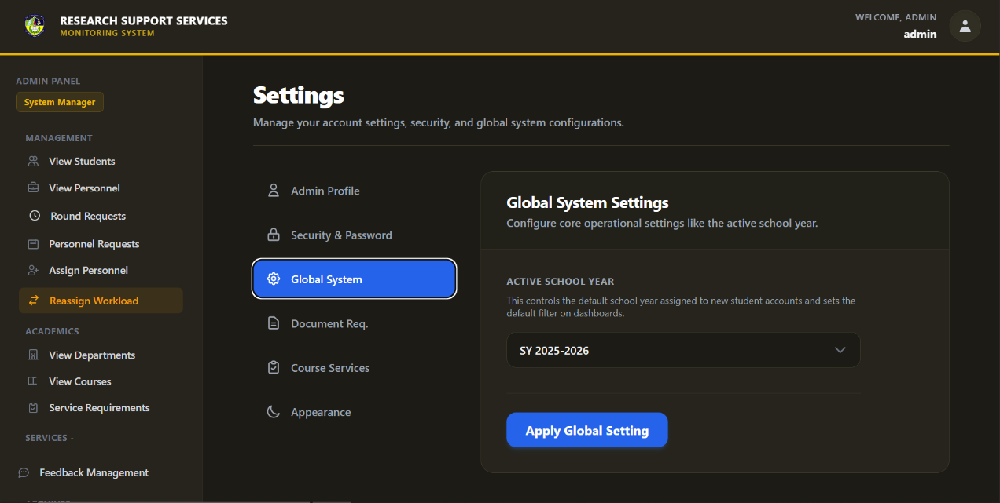 RESEARCH SUPPORT SERVICES
MONITORING SYSTEM
WELCOME, ADMIN
admin
ADMIN PANEL
System Manager
MANAGEMENT
View Students
View Personnel
Round Requests
Personnel Requests
Assign Personnel
Reassign Workload
ACADEMICS
View Departments
View Courses
Service Requirements
SERVICES -
Feedback Management
Settings
Manage your account settings, security, and global system configurations.
Admin Profile
Security & Password
Global System
Document Req.
Course Services
Appearance
Global System Settings
Configure core operational settings like the active school year.
ACTIVE SCHOOL YEAR
This controls the default school year assigned to new student accounts and sets the
default filter on dashboards.
SY 2025-2026
Apply Global Setting